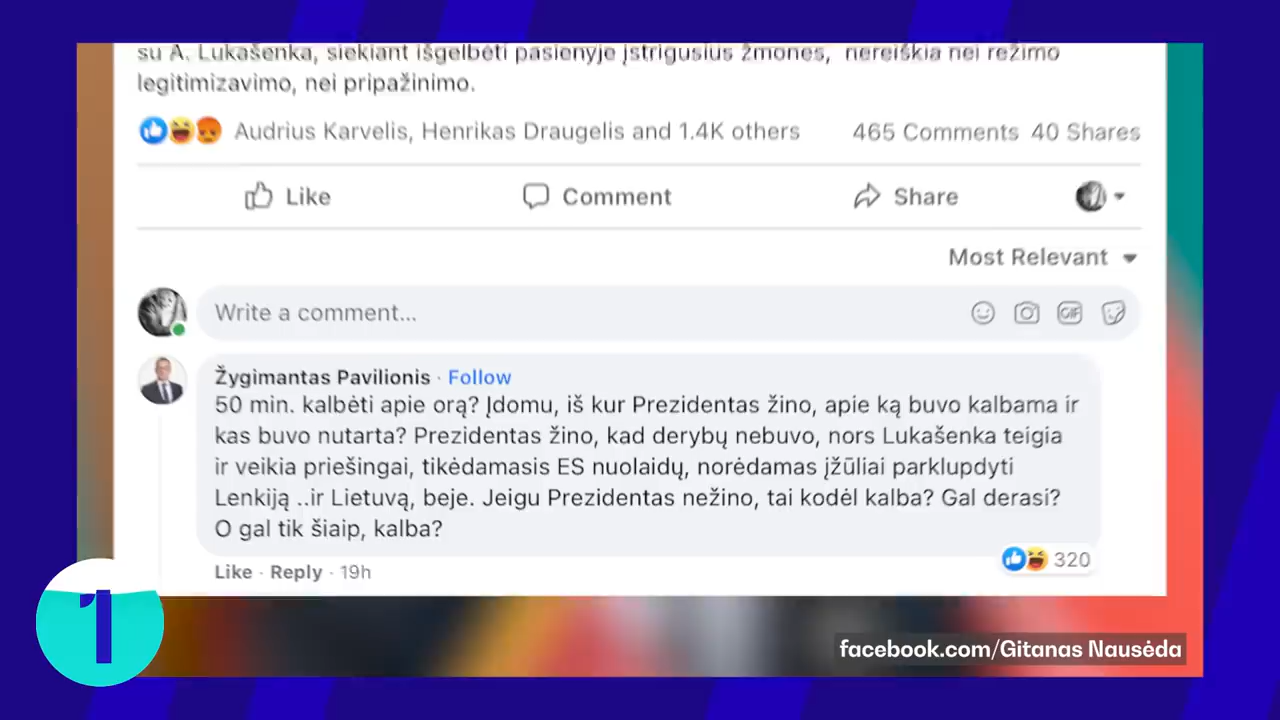 su A. Lukašenka, siekiant išgelbėti pasienyje įstrigusius žmones, nereiškia nei režimo
legitimizavimo, nei pripažinimo.
Audrius Karvelis, Henrikas Draugelis and 1.4K others 465 Comments 40 Shares
Like Comment Share
Most Relevant
Write a comment...
GIF
Žygimantas Pavilionis · Follow
50 min. kalbėti apie orą? Įdomu, iš kur Prezidentas žino, apie ką buvo kalbama ir
kas buvo nutarta? Prezidentas žino, kad derybų nebuvo, nors Lukašenka teigia
ir veikia priešingai, tikėdamasis ES nuolaidų, norėdamas įžūliai parklupdyti
Lenkiją ..ir Lietuvą, beje. Jeigu Prezidentas nežino, tai kodėl kalba? Gal derasi?
O gal tik šiaip, kalba?
320
Like · Reply · 19h
1
facebook.com/Gitanas Nausėda